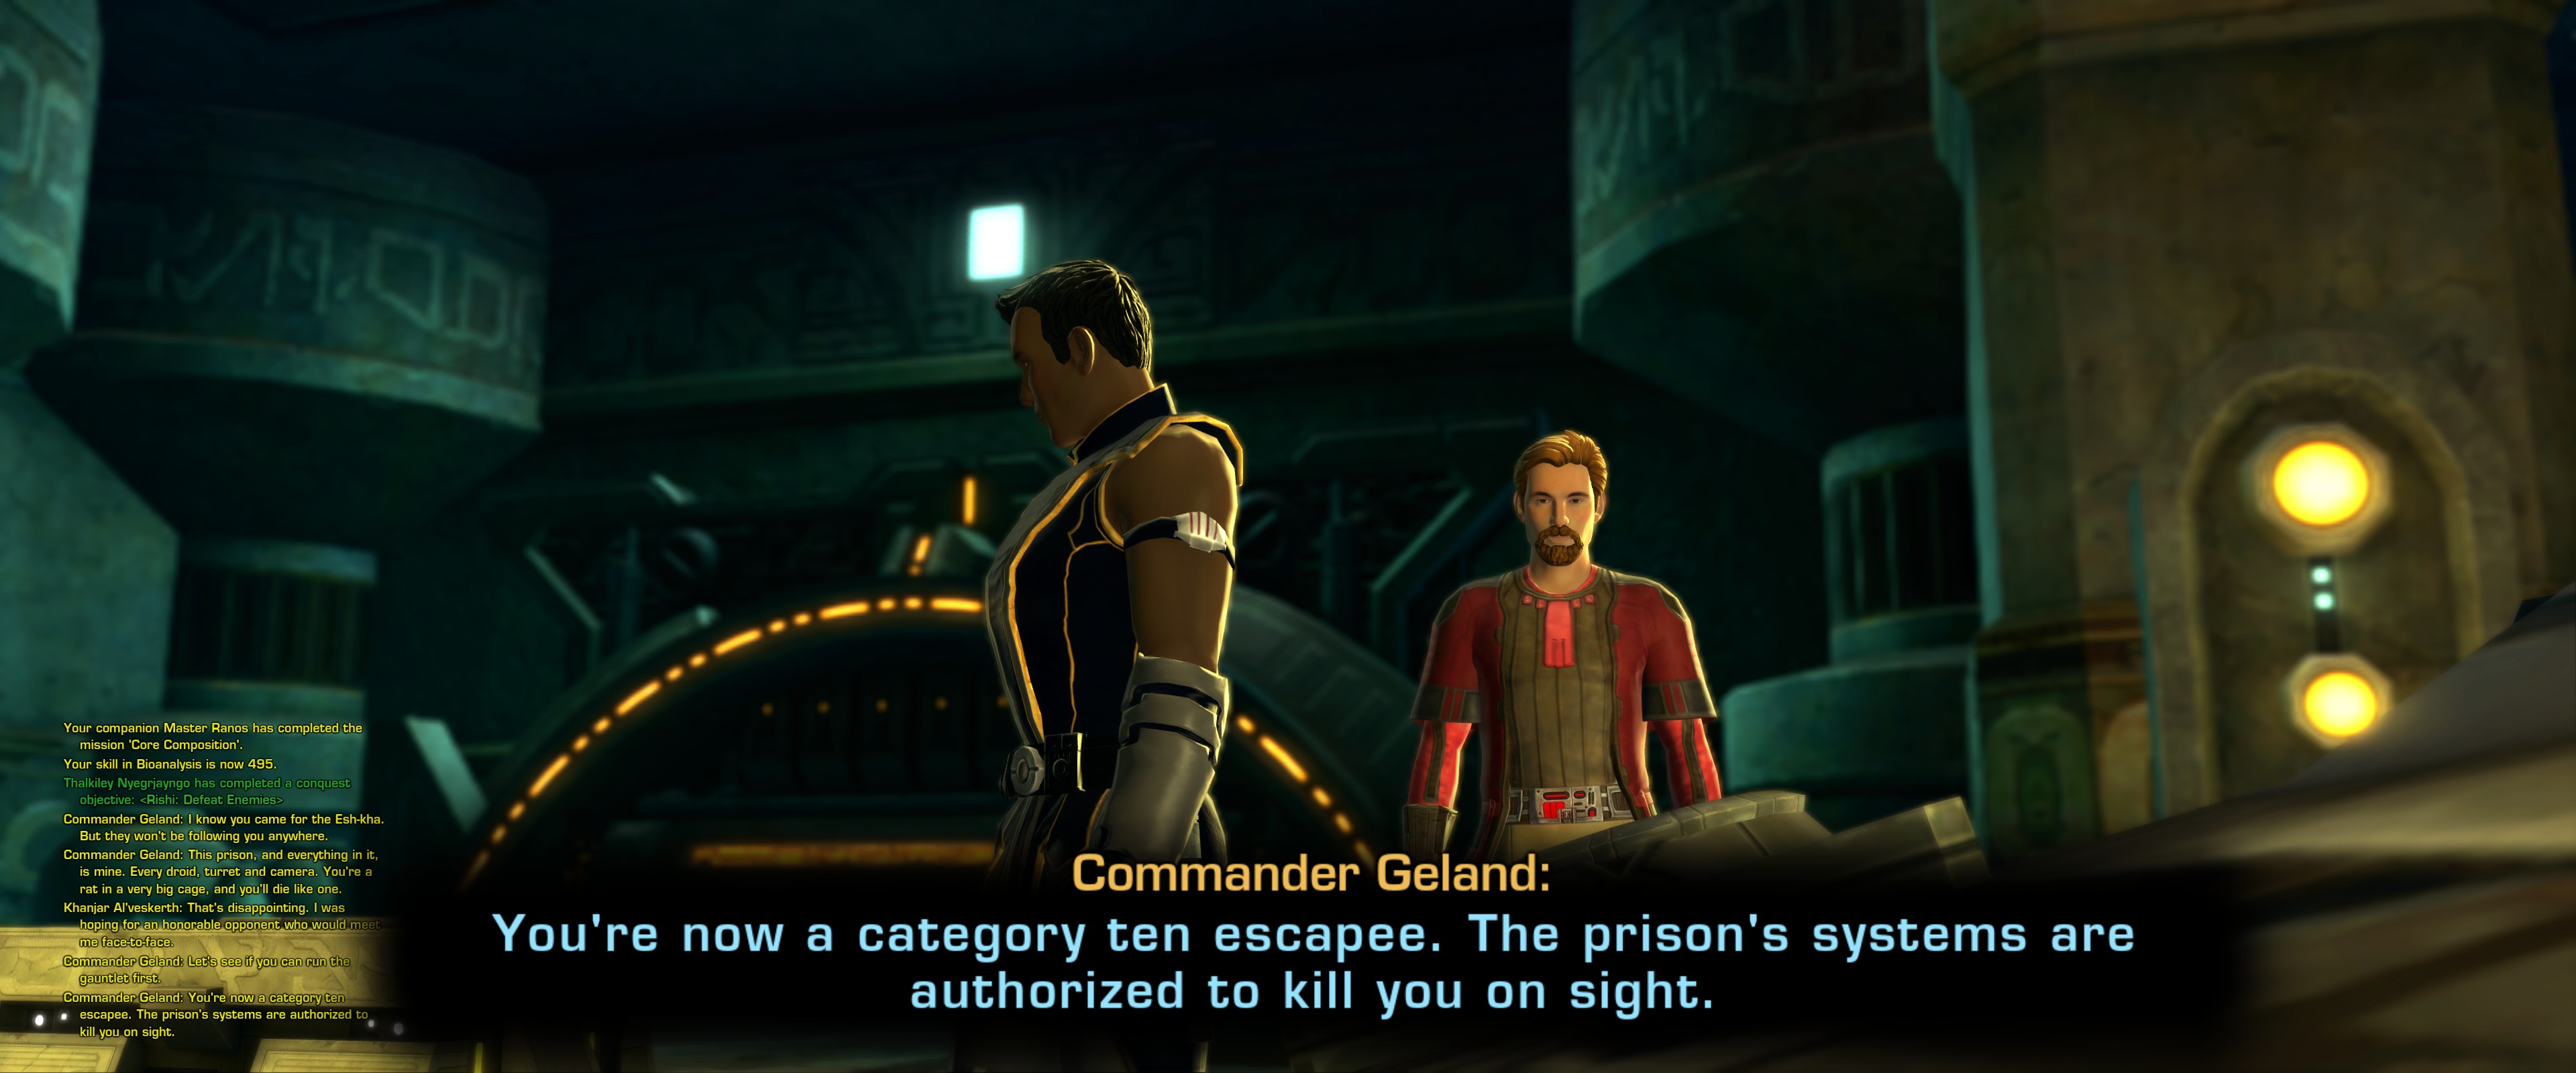 Your companion Master Ranos has completed the
mission 'Core Composition'.
Your skill in Bioanalysis is now 495.
Thalkiley Nyegrjayngo has completed a conquest
objective: <Rishi: Defeat Enemies>
Commander Geland: I know you came for the Esh-kha.
But they won't be following you anywhere.
Commander Geland: This prison, and everything in it,
is mine. Every droid, turret and camera. You're a
rat in a very big cage, and you'll die like one.
Khanjar Al'veskerth: That's disappointing. I was
hoping for an honorable opponent who would meet
me face-to-face.
Commander Geland: Let's see if you can run the
gauntlet first.
Commander Geland: You're now a category ten
escapee. The prison's systems are authorized to
kill you on sight.
Commander Geland:
You're now a category ten escapee. The prison's systems are
authorized to kill you on sight.